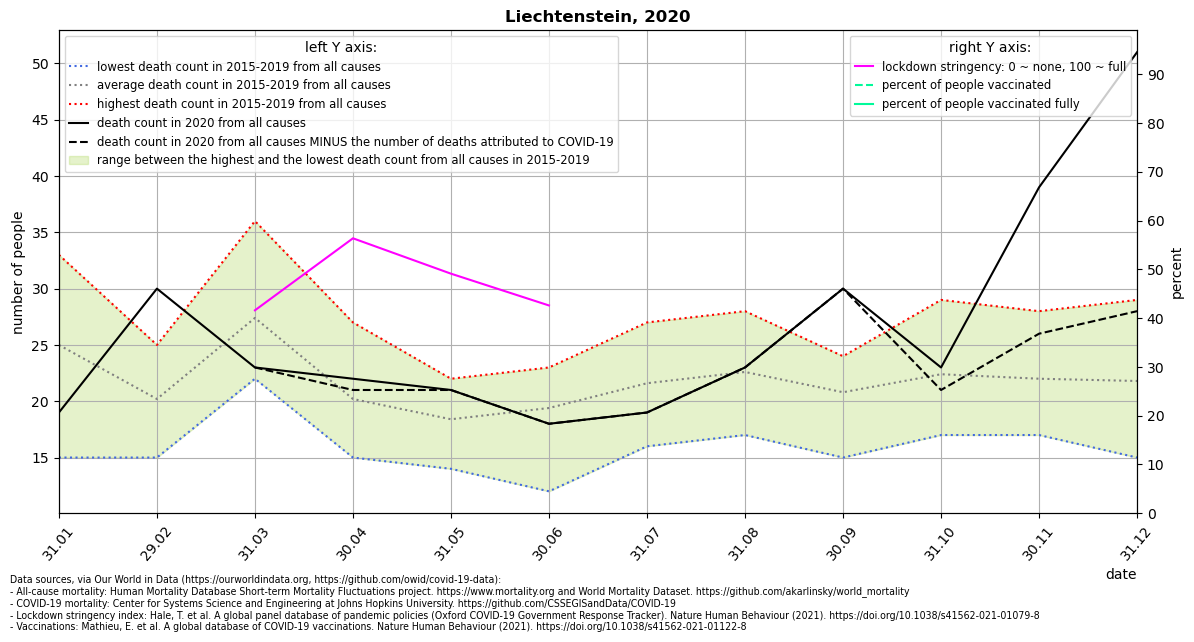 Liechtenstein, 2020
left Y axis:
lowest death count in 2015-2019 from all causes
average death count in 2015-2019 from all causes
highest death count in 2015-2019 from all causes
death count in 2020 from all causes
death count in 2020 from all causes MINUS the number of deaths attributed to COVID-19
range between the highest and the lowest death count from all causes in 2015-2019
right Y axis:
lockdown stringency: 0 ~ none, 100 ~ full
percent of people vaccinated
percent of people vaccinated fully
number of people
50
45
40
35
30
25
20
15
percent
90
80
70
60
50
40
30
20
10
0
31.01
29.02
31.03
30.04
31.05
30.06
31.07
31.08
30.09
31.10
30.11
31.12
date
Data sources, via Our World in Data (https://ourworldindata.org, https://github.com/owid/covid-19-data):
- All-cause mortality: Human Mortality Database Short-term Mortality Fluctuations project. https://www.mortality.org and World Mortality Dataset. https://github.com/akarlinsky/world_mortality
- COVID-19 mortality: Center for Systems Science and Engineering at Johns Hopkins University. https://github.com/CSSEGISandData/COVID-19
- Lockdown stringency index: Hale, T. et al. A global panel database of pandemic policies (Oxford COVID-19 Government Response Tracker). Nature Human Behaviour (2021). https://doi.org/10.1038/s41562-021-01079-8
- Vaccinations: Mathieu, E. et al. A global database of COVID-19 vaccinations. Nature Human Behaviour (2021). https://doi.org/10.1038/s41562-021-01122-8